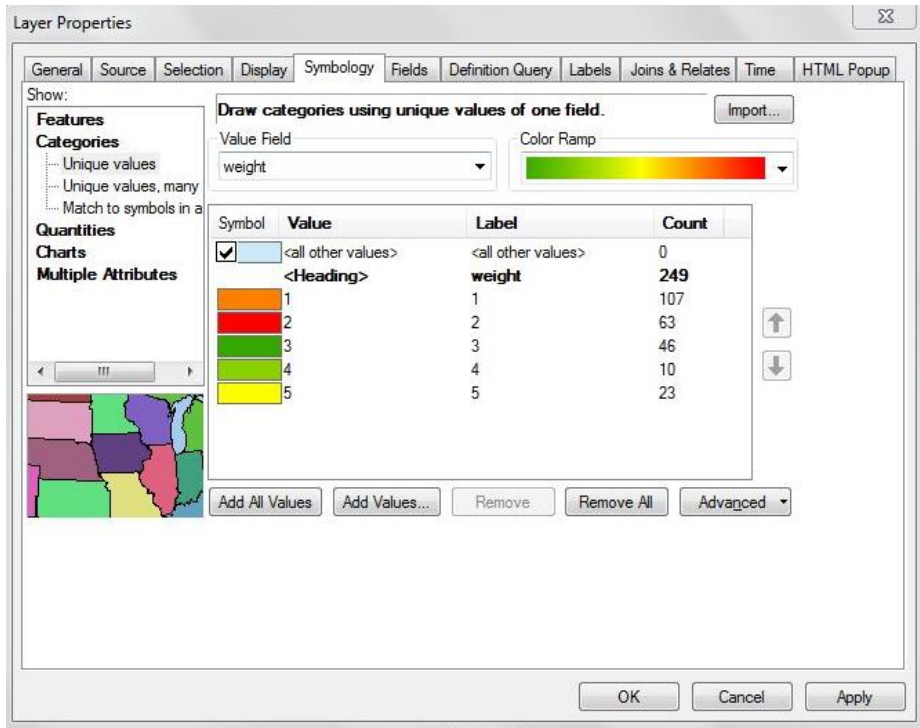 Layer Properties
General Source Selection Display Symbology Fields Definition Query Labels Joins & Relates Time HTML Popup
Show:
Features
Categories
Unique values
Unique values, many
Match to symbols in a
Quantities
Charts
Multiple Attributes
Draw categories using unique values of one field.
Import...
Value Field
weight
Color Ramp
Symbol Value Label Count
<all other values> <all other values> 0
<Heading> weight 249
1 1 107
2 2 63
3 3 46
4 4 10
5 5 23
Add All Values Add Values... Remove Remove All Advanced
OK Cancel Apply